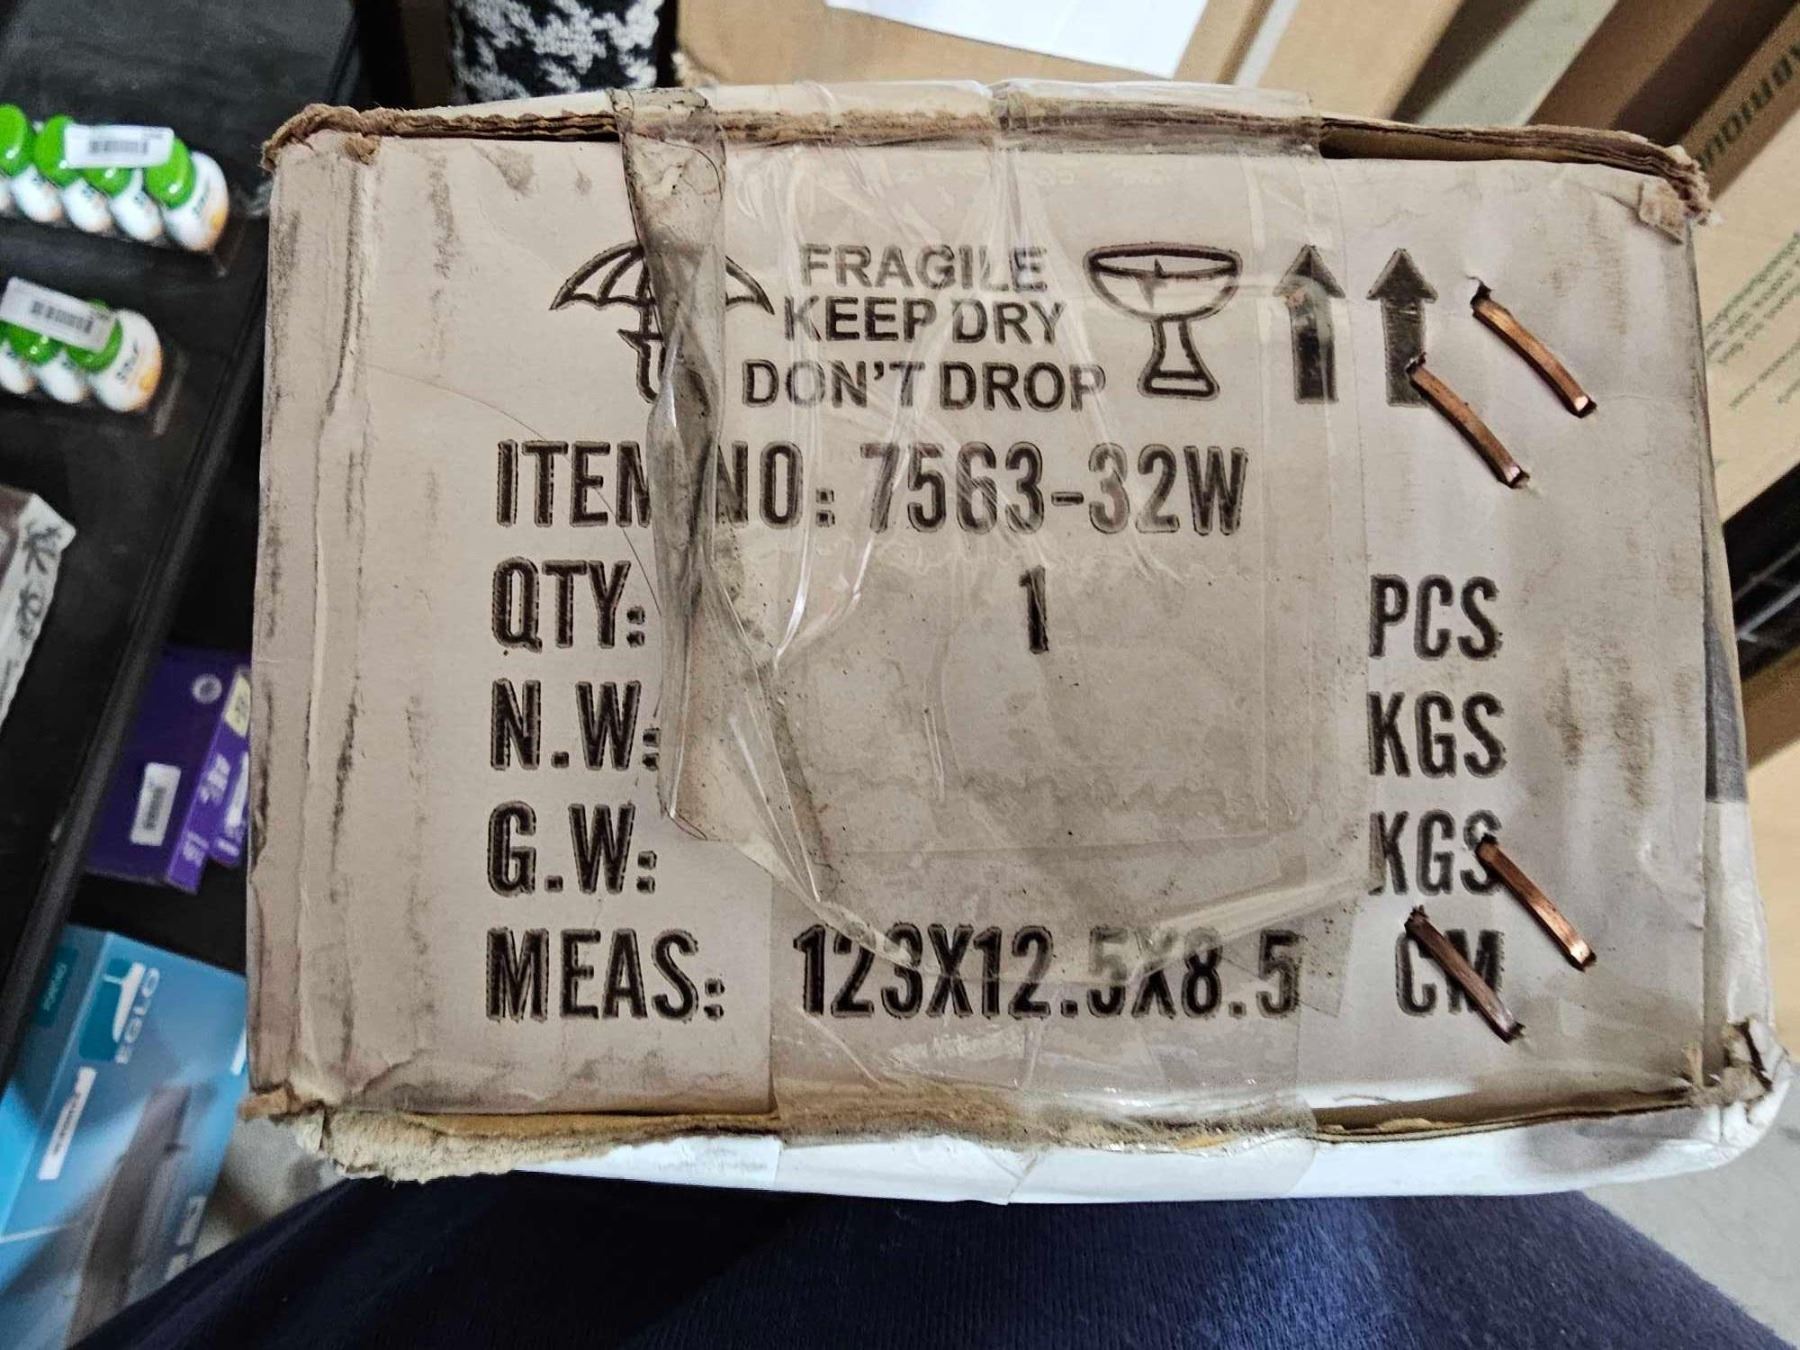 FRAGILE
KEEP DRY
DON'T DROP
ITEM NO: 7563-32W
QTY: 1 PCS
N.W: KGS
G.W: KGS
MEAS: 123X12.5X8.5 CM
EGLO